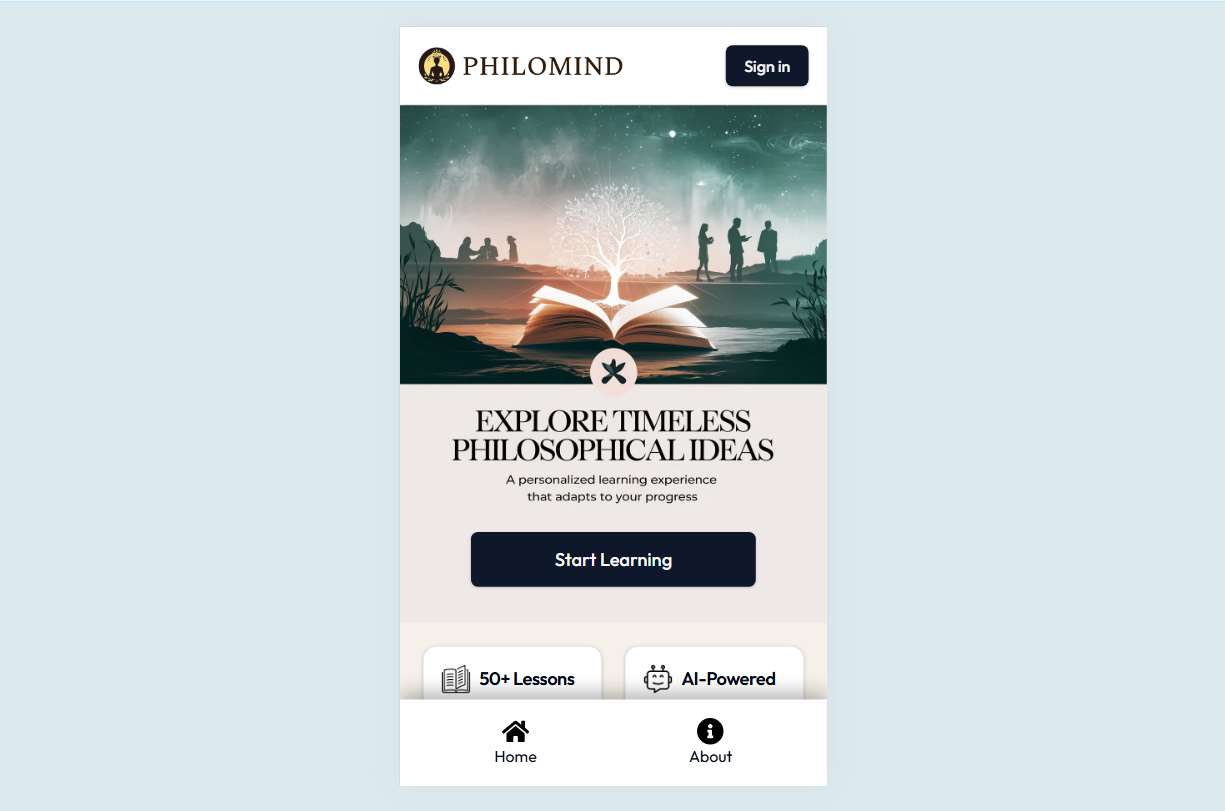 PHILOMIND
Sign in
EXPLORE TIMELESS
PHILOSOPHICAL IDEAS
A personalized learning experience
that adapts to your progress
Start Learning
50+ Lessons
AI-Powered
Home
About